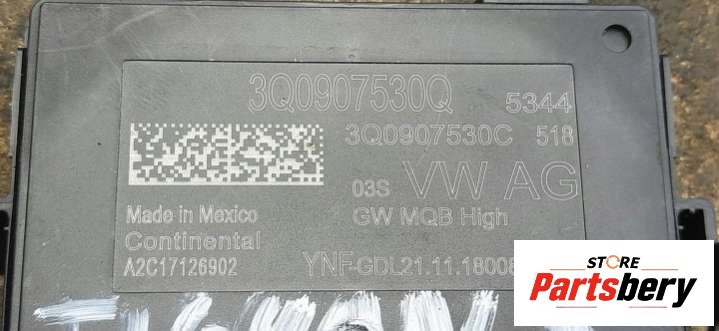 3Q0907530Q 5344
3Q0907530C 518
03S VW AG
Made in Mexico GW MQB High
Continental
A2C17126902 YNF-GDL21.11.18008
STORE
Partsbery